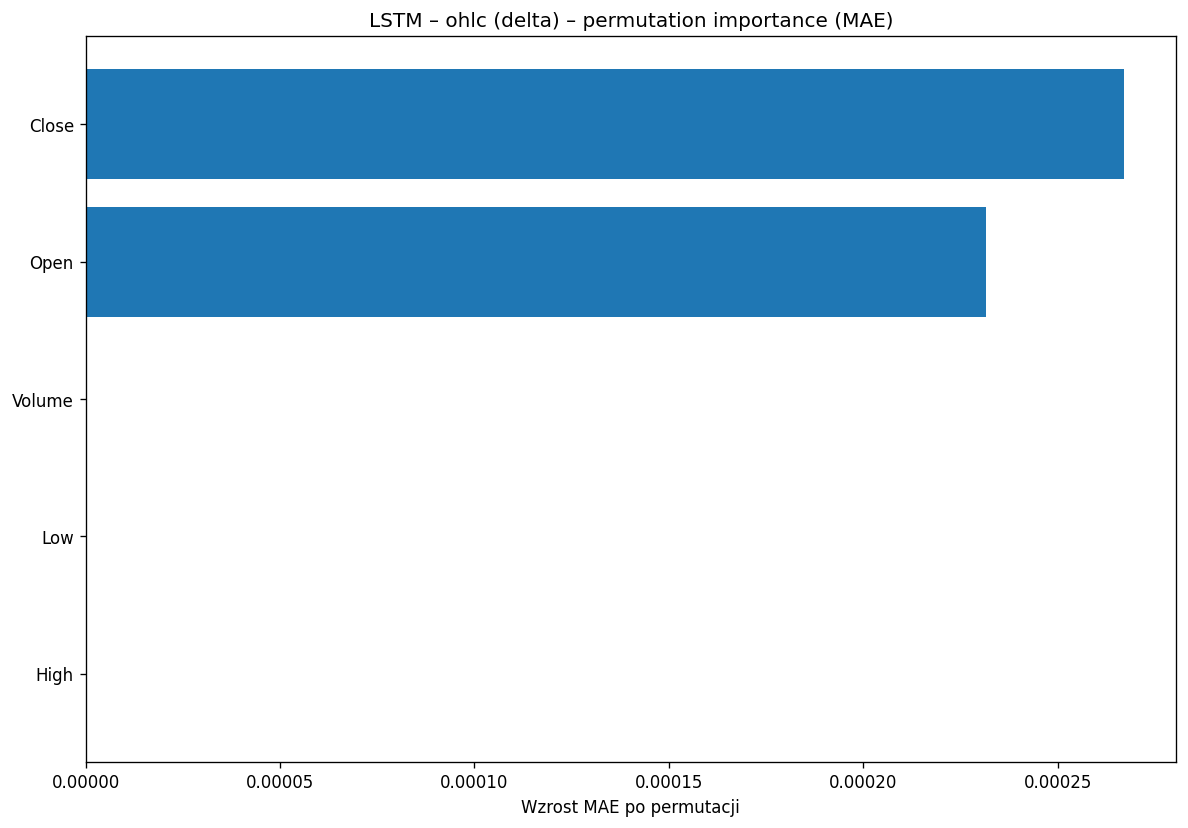 LSTM – ohlc (delta) – permutation importance (MAE)
Close
Open
Volume
Low
High
0.00000 0.00005 0.00010 0.00015 0.00020 0.00025
Wzrost MAE po permutacji